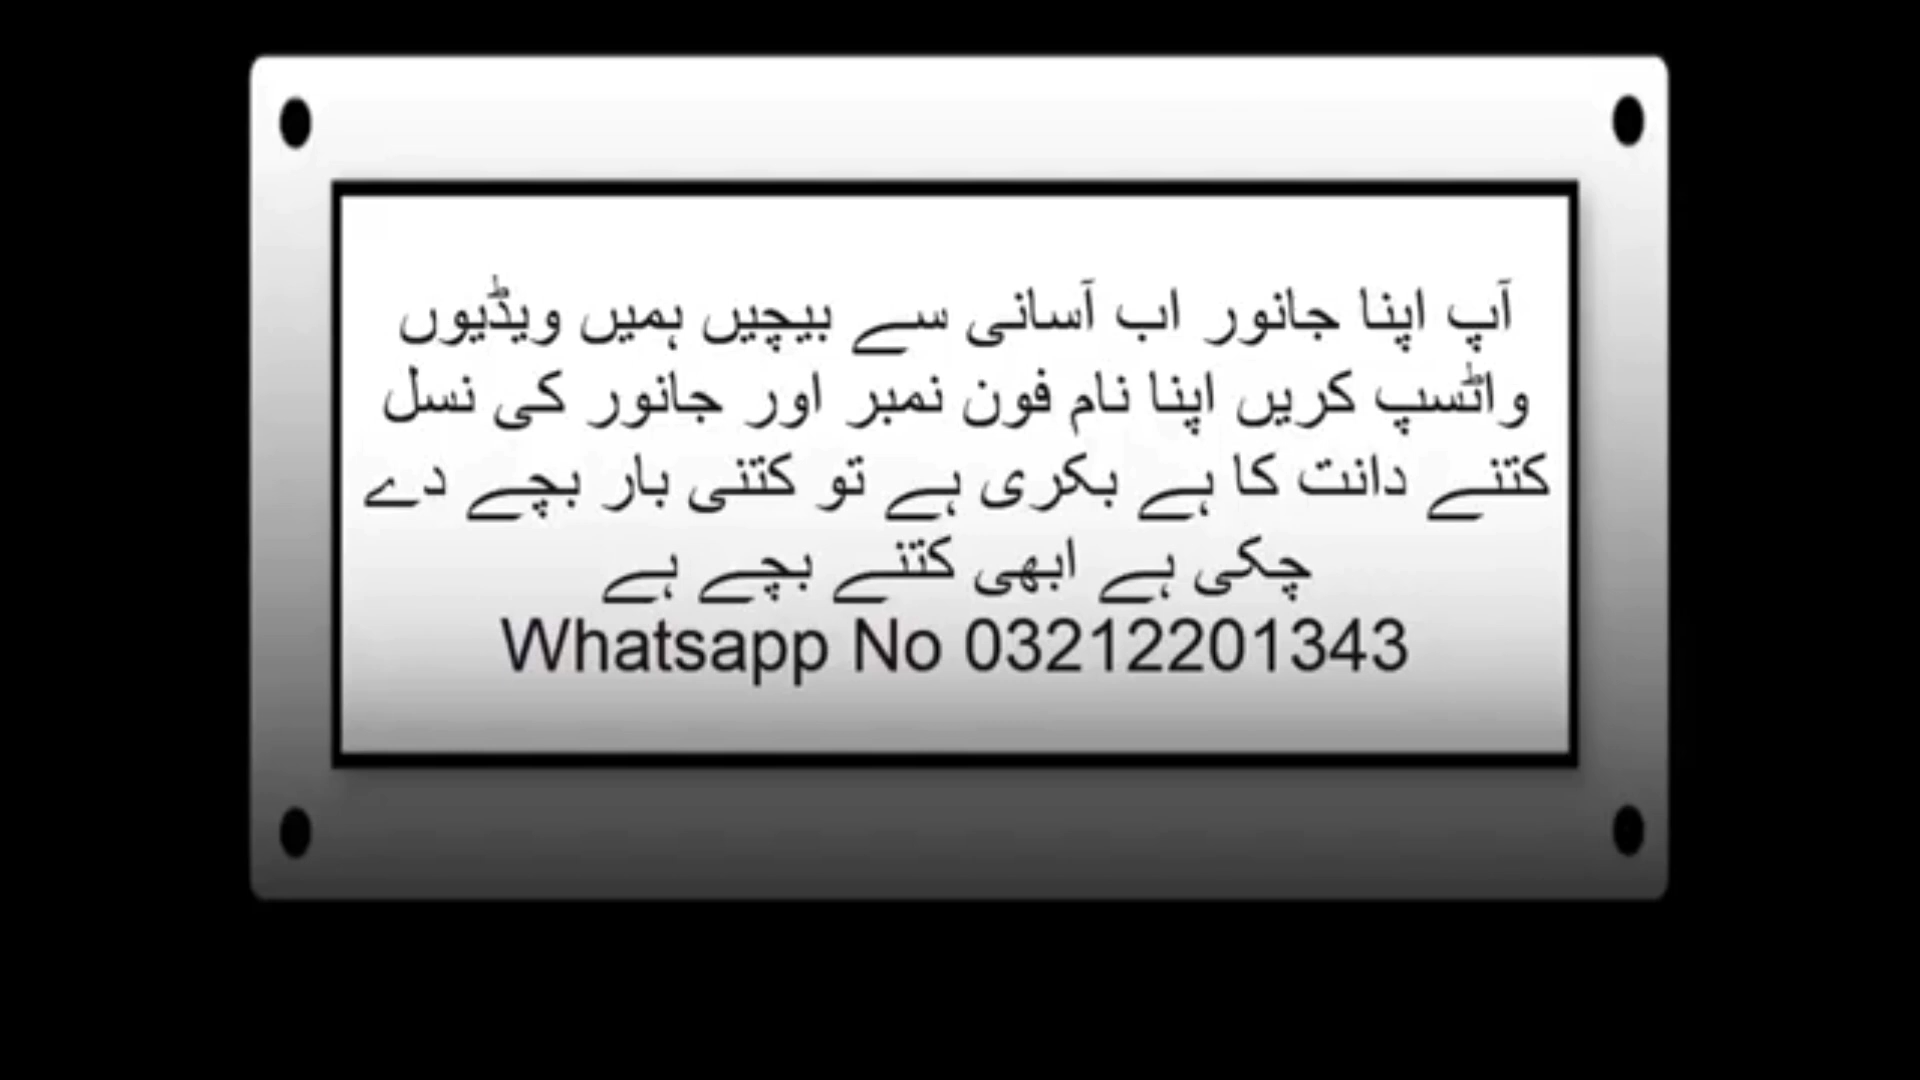 آپ اپنا جانور اب آسانی سے بیچیں ہمیں ویڈیوں
واٹسپ کریں اپنا نام فون نمبر اور جانور کی نسل
کتنے دانت کا ہے بکری ہے تو کتنی بار بچے دے
چکی ہے ابھی کتنے بچے ہے
Whatsapp No 03212201343